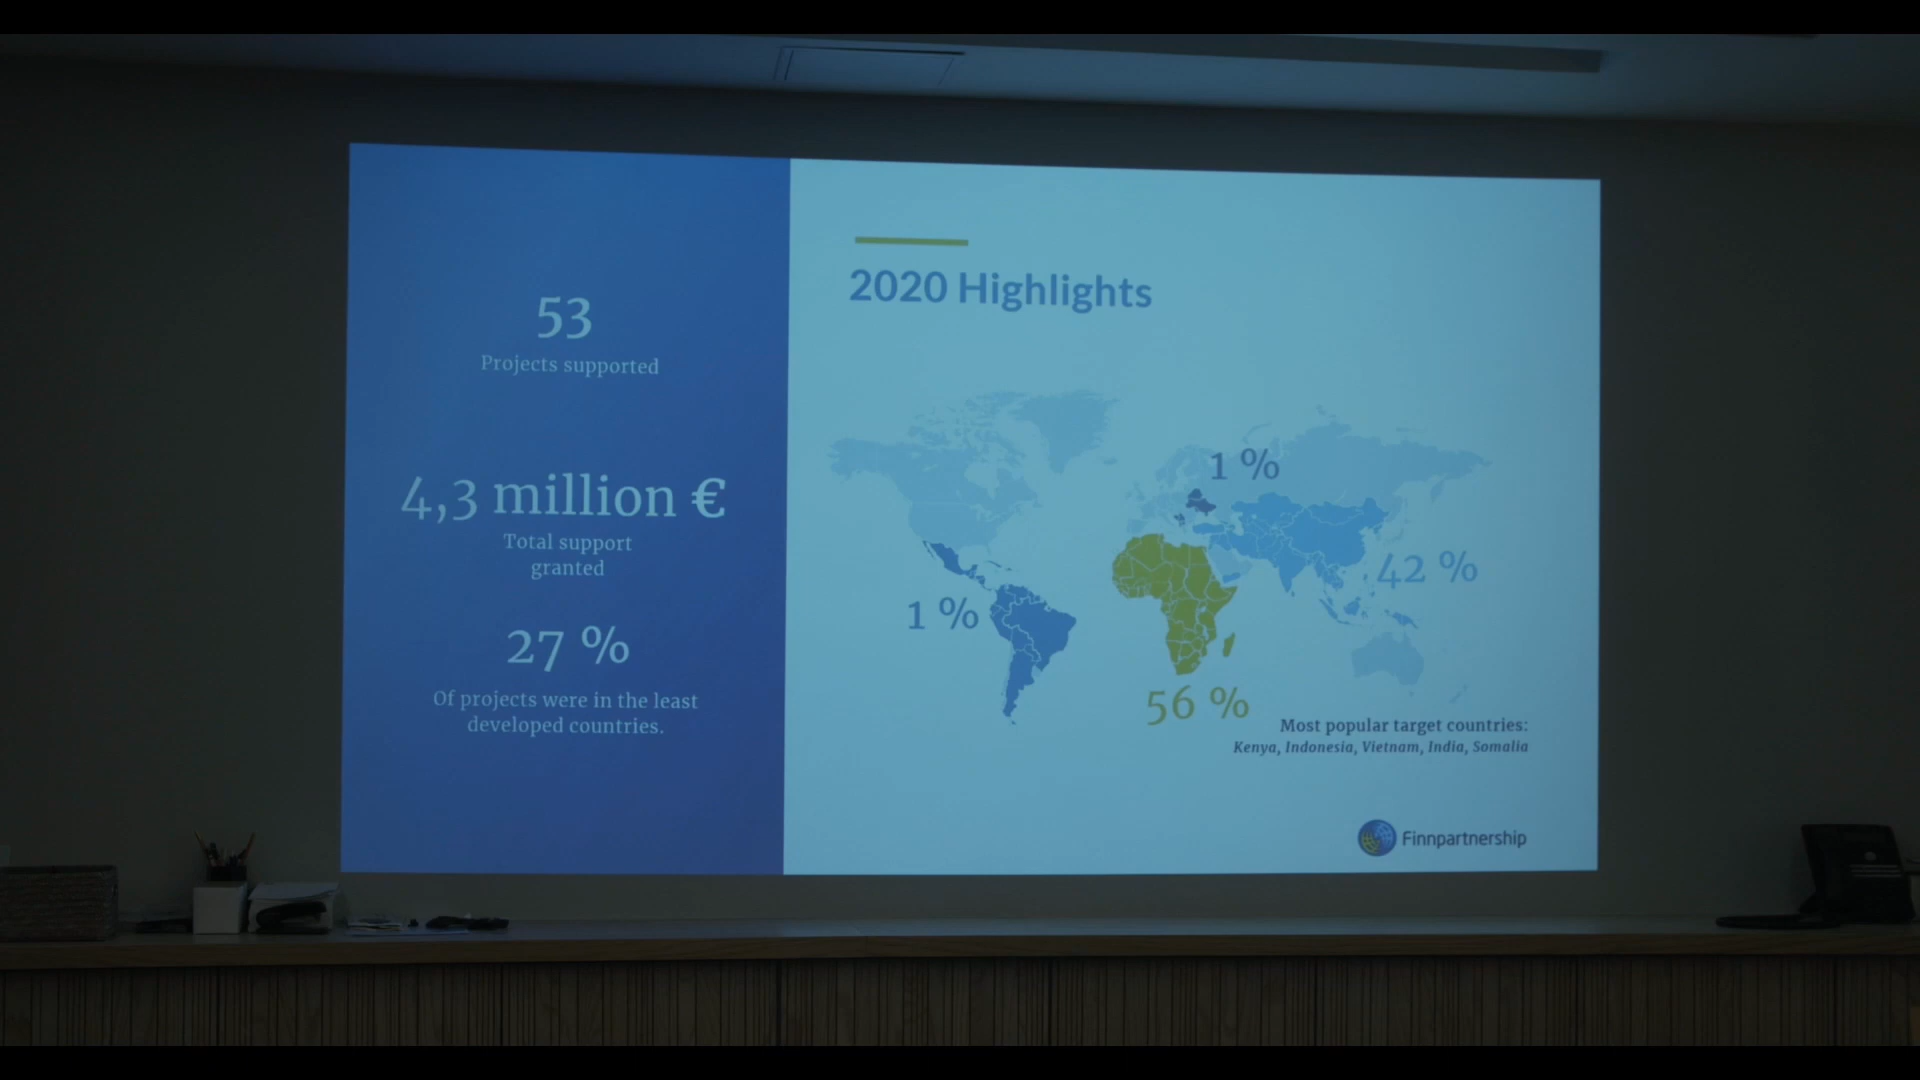 53
Projects supported
4,3 million €
Total support
granted
27 %
Of projects were in the least
developed countries.
2020 Highlights
1 %
42 %
1 %
56 %
Most popular target countries:
Kenya, Indonesia, Vietnam, India, Somalia
Finnpartnership